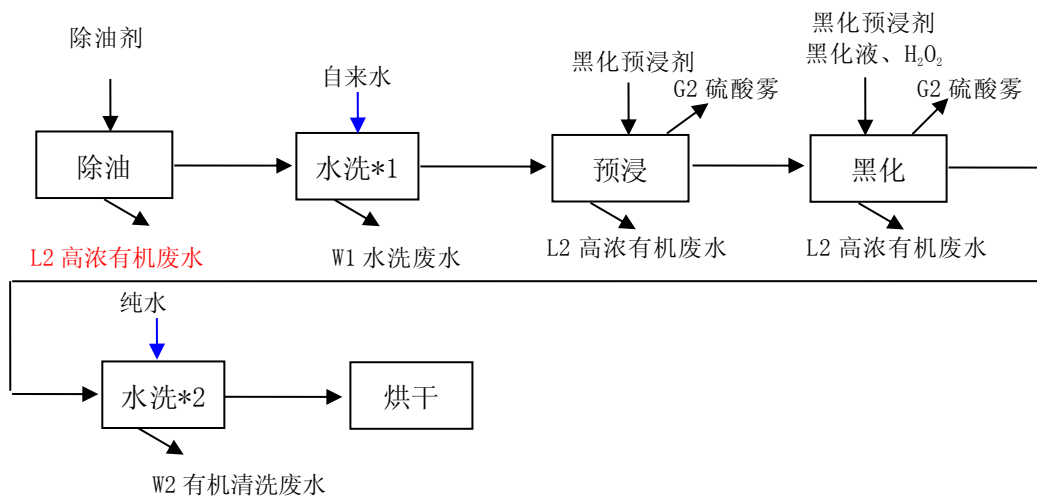 除油剂
自来水
黑化预浸剂
G2 硫酸雾
黑化预浸剂
黑化液、H₂O₂
G2 硫酸雾
除油
水洗*1
预浸
黑化
L2 高浓有机废水
W1 水洗废水
L2 高浓有机废水
L2 高浓有机废水
纯水
水洗*2
烘干
W2 有机清洗废水